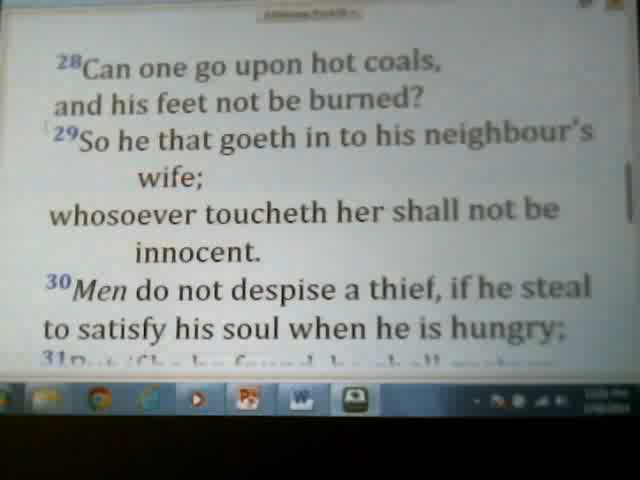 28Can one go upon hot coals,
and his feet not be burned?
29So he that goeth in to his neighbour's
wife;
whosoever toucheth her shall not be
innocent.
30Men do not despise a thief, if he steal
to satisfy his soul when he is hungry;
31